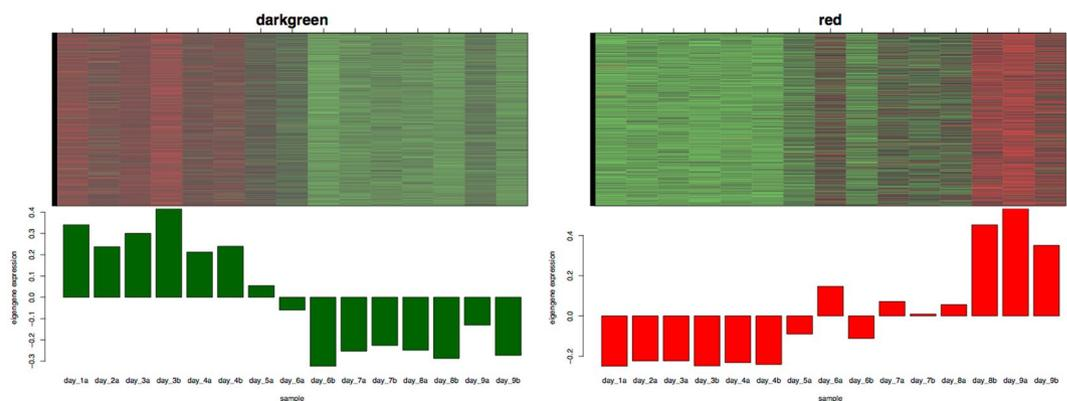 darkgreen
eigengene expression
0.4
0.3
0.2
0.1
0.0
−0.1
−0.2
−0.3
day_1a day_2a day_3a day_3b day_4a day_4b day_5a day_6a day_6b day_7a day_7b day_8a day_8b day_9a day_9b
sample
red
eigengene expression
0.4
0.2
0.0
−0.2
day_1a day_2a day_3a day_3b day_4a day_4b day_5a day_6a day_6b day_7a day_7b day_8a day_8b day_9a day_9b
sample